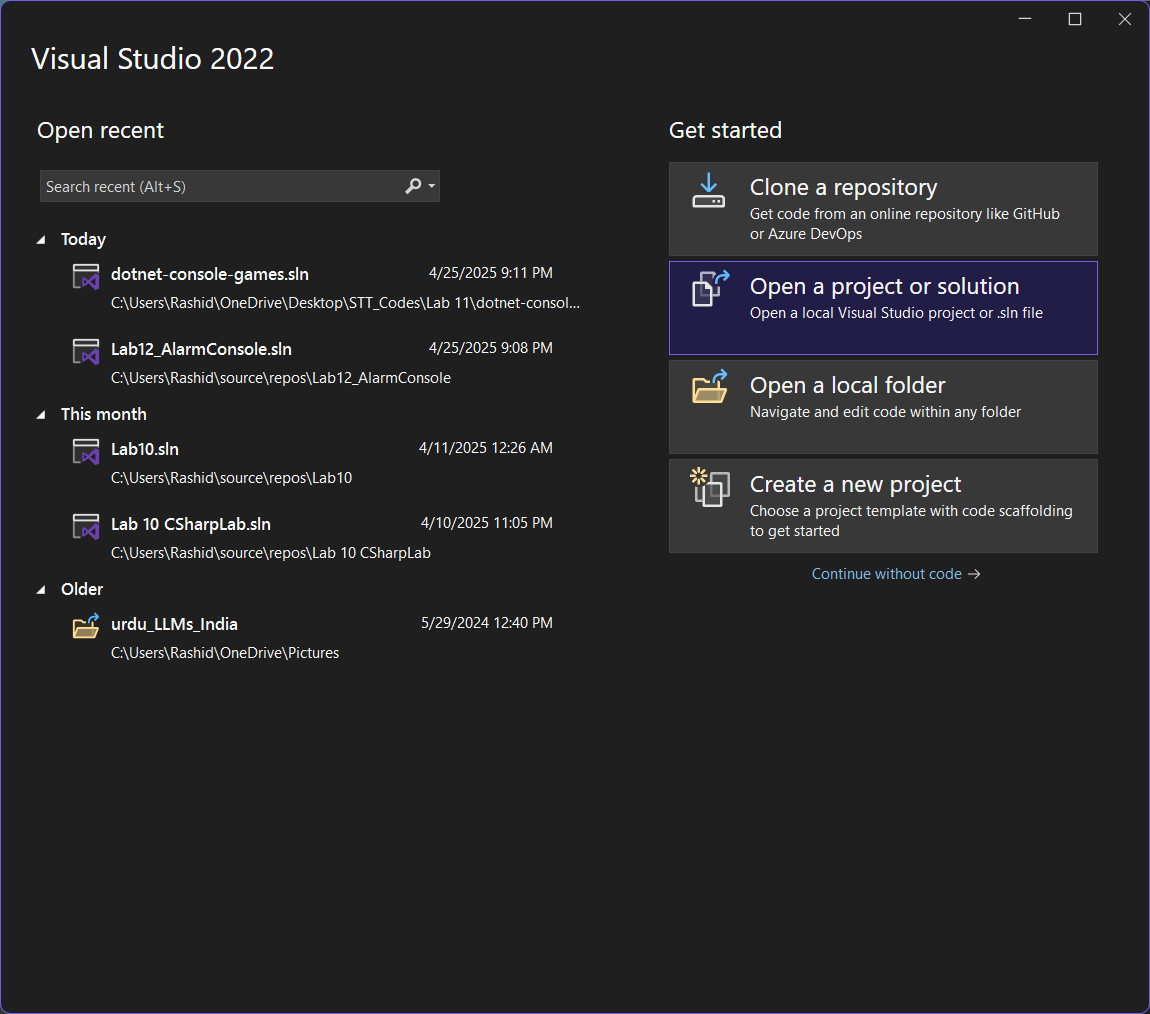 Visual Studio 2022
Open recent
Search recent (Alt+S)
Today
dotnet-console-games.sln 4/25/2025 9:11 PM
C:\Users\Rashid\OneDrive\Desktop\STT_Codes\Lab 11\dotnet-consol...
Lab12_AlarmConsole.sln 4/25/2025 9:08 PM
C:\Users\Rashid\source\repos\Lab12_AlarmConsole
This month
Lab10.sln 4/11/2025 12:26 AM
C:\Users\Rashid\source\repos\Lab10
Lab 10 CSharpLab.sln 4/10/2025 11:05 PM
C:\Users\Rashid\source\repos\Lab 10 CSharpLab
Older
urdu_LLMs_India 5/29/2024 12:40 PM
C:\Users\Rashid\OneDrive\Pictures
Get started
Clone a repository
Get code from an online repository like GitHub
or Azure DevOps
Open a project or solution
Open a local Visual Studio project or .sln file
Open a local folder
Navigate and edit code within any folder
Create a new project
Choose a project template with code scaffolding
to get started
Continue without code →